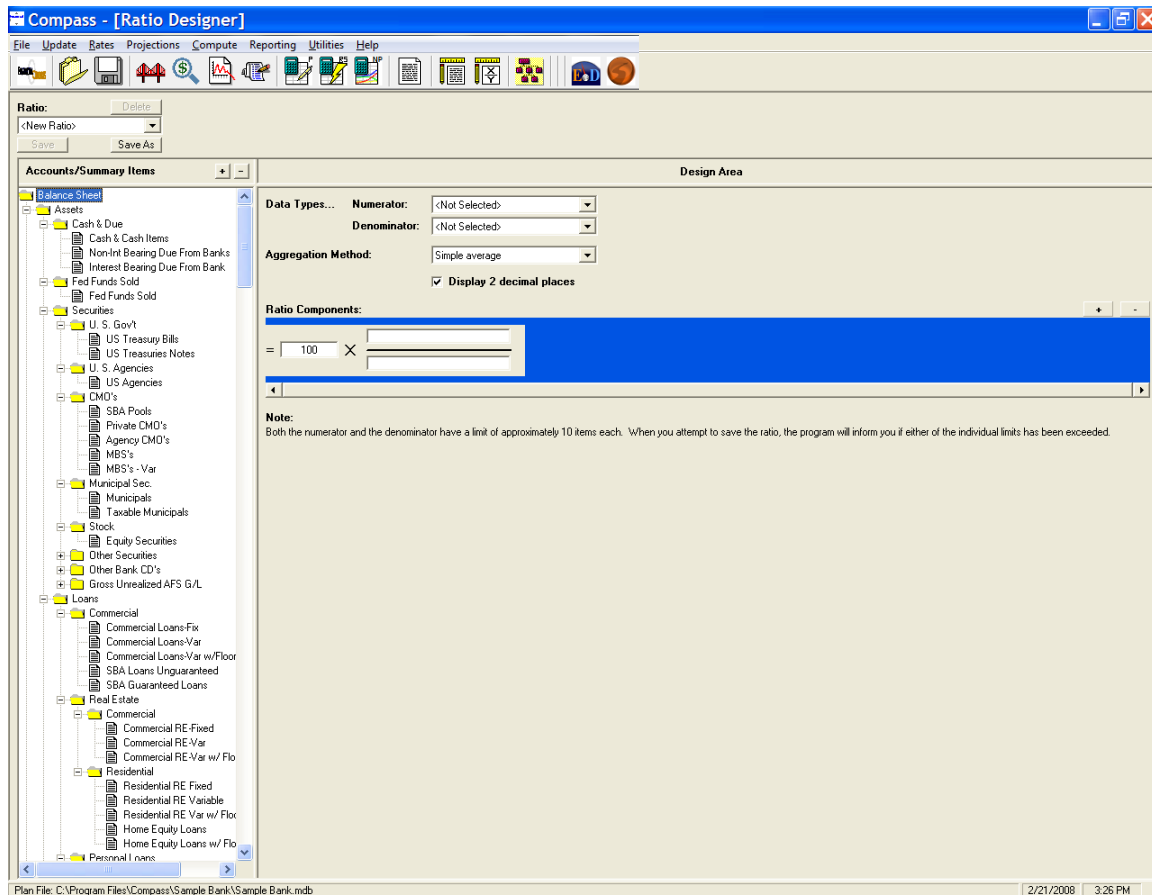 Compass - [Ratio Designer]
File Update Rates Projections Compute Reporting Utilities Help
Ratio: Delete
<New Ratio>
Save Save As
Accounts/Summary Items + -
Design Area
Balance Sheet
Assets
Cash & Due
Cash & Cash Items
Non-Int Bearing Due From Banks
Interest Bearing Due From Bank
Fed Funds Sold
Fed Funds Sold
Securities
U. S. Gov't
US Treasury Bills
US Treasuries Notes
U. S. Agencies
US Agencies
CMO's
SBA Pools
Private CMO's
Agency CMO's
MBS's
MBS's - Var
Municipal Sec.
Municipals
Taxable Municipals
Stock
Equity Securities
Other Securities
Other Bank CD's
Gross Unrealized AFS G/L
Loans
Commercial
Commercial Loans-Fix
Commercial Loans-Var
Commercial Loans-Var w/Floor
SBA Loans Unguaranteed
SBA Guaranteed Loans
Real Estate
Commercial
Commercial RE-Fixed
Commercial RE-Var
Commercial RE-Var w/ Flo
Residential
Residential RE Fixed
Residential RE Variable
Residential RE Var w/ Floo
Home Equity Loans
Home Equity Loans w/ Flo
Personal Loans
Data Types... Numerator: <Not Selected>
Denominator: <Not Selected>
Aggregation Method: Simple average
Display 2 decimal places
Ratio Components: + -
= 100 X
Note:
Both the numerator and the denominator have a limit of approximately 10 items each. When you attempt to save the ratio, the program will inform you if either of the individual limits has been exceeded.
Plan File: C:\Program Files\Compass\Sample Bank\Sample Bank.mdb 2/21/2008 3:26 PM